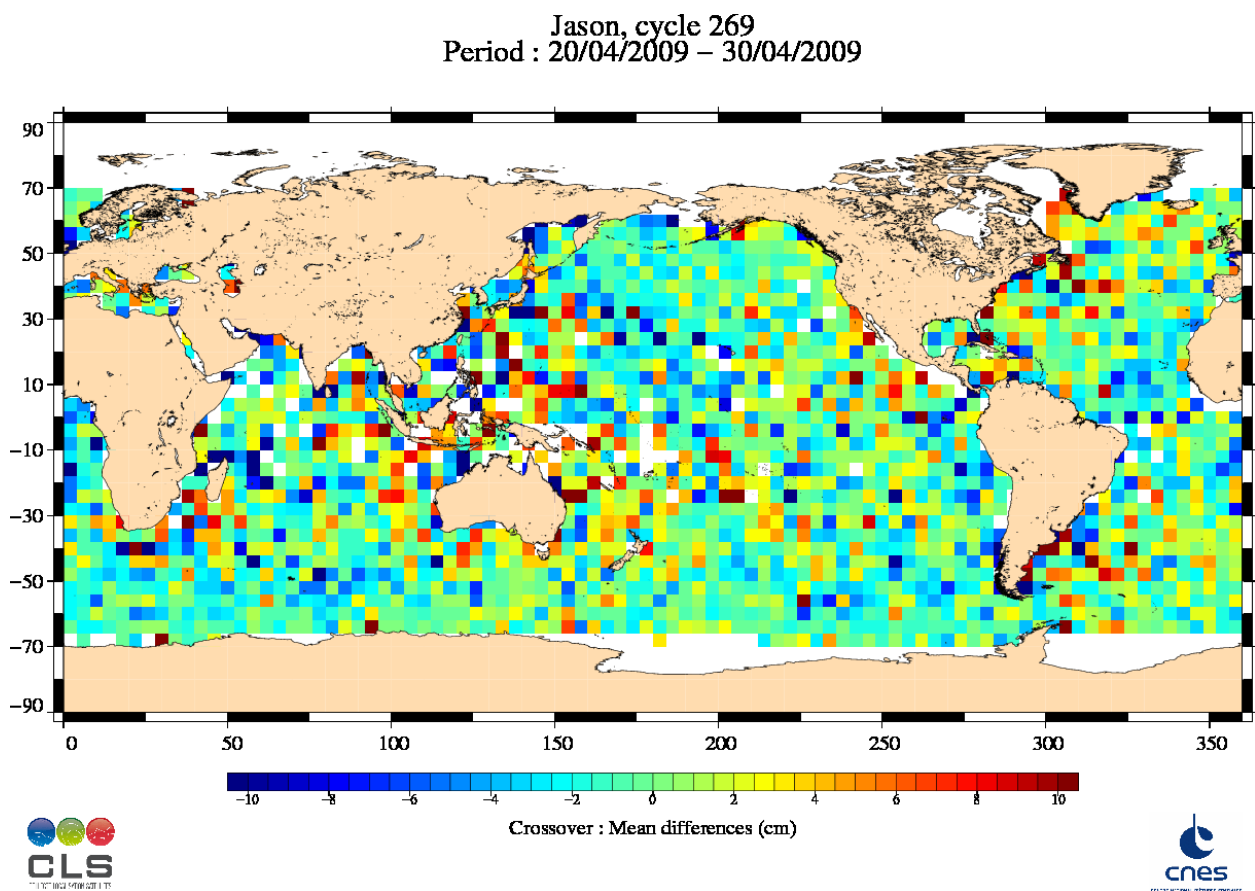 Jason, cycle 269
Period : 20/04/2009 – 30/04/2009
90
70
50
30
10
−10
−30
−50
−70
−90
0 50 100 150 200 250 300 350
−10 −8 −6 −4 −2 0 2 4 6 8 10
Crossover : Mean differences (cm)
CLS
cnes